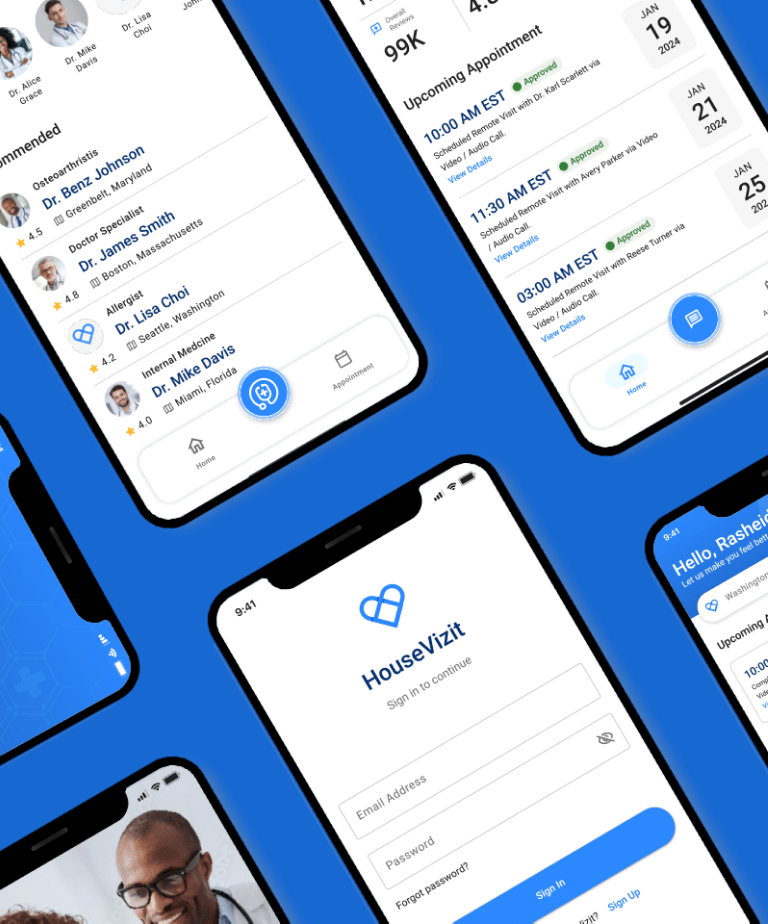 Dr. Alice
Grace
Dr. Mike
Davis
Dr. Lisa
Choi
Osteoarthristis
Dr. Benz Johnson
Greenbelt, Maryland
4.5
Doctor Specialist
Dr. James Smith
Boston, Massachusetts
4.8
Allergist
Dr. Lisa Choi
Seattle, Washington
4.2
Internal Medcine
Dr. Mike Davis
Miami, Florida
4.0
Home
Appointment
Overall
Reviews
99K
Upcoming Appointment
10:00 AM EST Approved
Scheduled Remote Visit with Dr. Karl Scarlett via
Video / Audio Call.
View Details
JAN
19
2024
11:30 AM EST Approved
Scheduled Remote Visit with Avery Parker via Video
/ Audio Call.
View Details
JAN
21
2024
03:00 AM EST Approved
Scheduled Remote Visit with Reese Turner via
Video / Audio Call.
View Details
JAN
25
Home
9:41
HouseVizit
Sign in to continue
Email Address
Password
Forgot password?
Sign In
Sign Up
9:41
Hello,
Let us make you feel
Washington
Upcoming